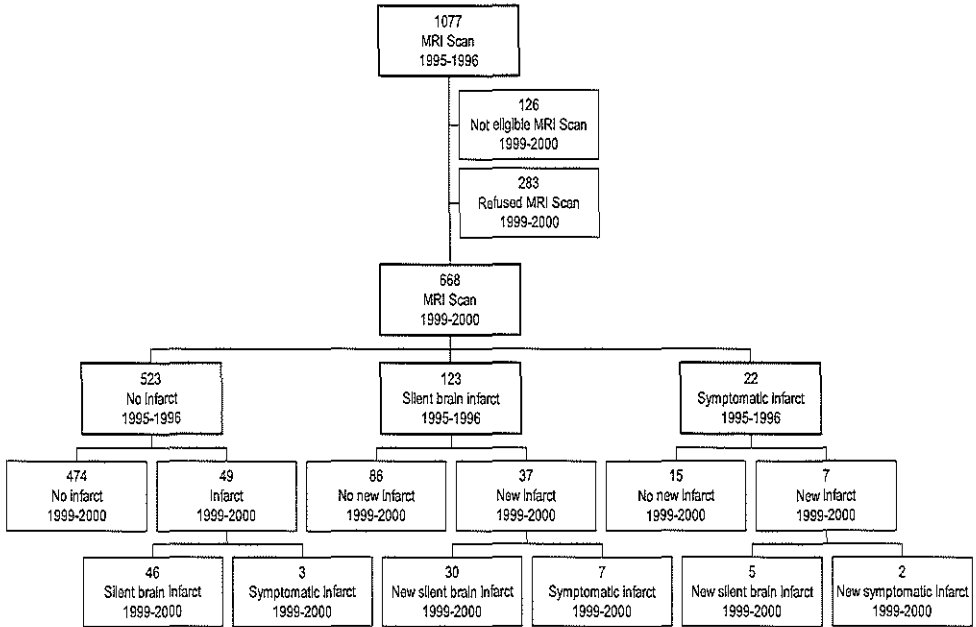 1077
MRI Scan
1995-1996
126
Not eligible MRI Scan
1999-2000
283
Refused MRI Scan
1999-2000
668
MRI Scan
1999-2000
523
No Infarct
1995-1996
123
Silent brain infarct
1995-1996
22
Symptomatic infarct
1995-1996
474
No infarct
1999-2000
49
Infarct
1999-2000
86
No new Infarct
1999-2000
37
New Infarct
1999-2000
15
No new Infarct
1999-2000
7
New Infarct
1999-2000
46
Silent brain Infarct
1999-2000
3
Symptomatic Infarct
1999-2000
30
New silent brain Infarct
1999-2000
7
Symptomatic infarct
1999-2000
5
New silent brain Infarct
1999-2000
2
New symptomatic Infarct
1999-2000